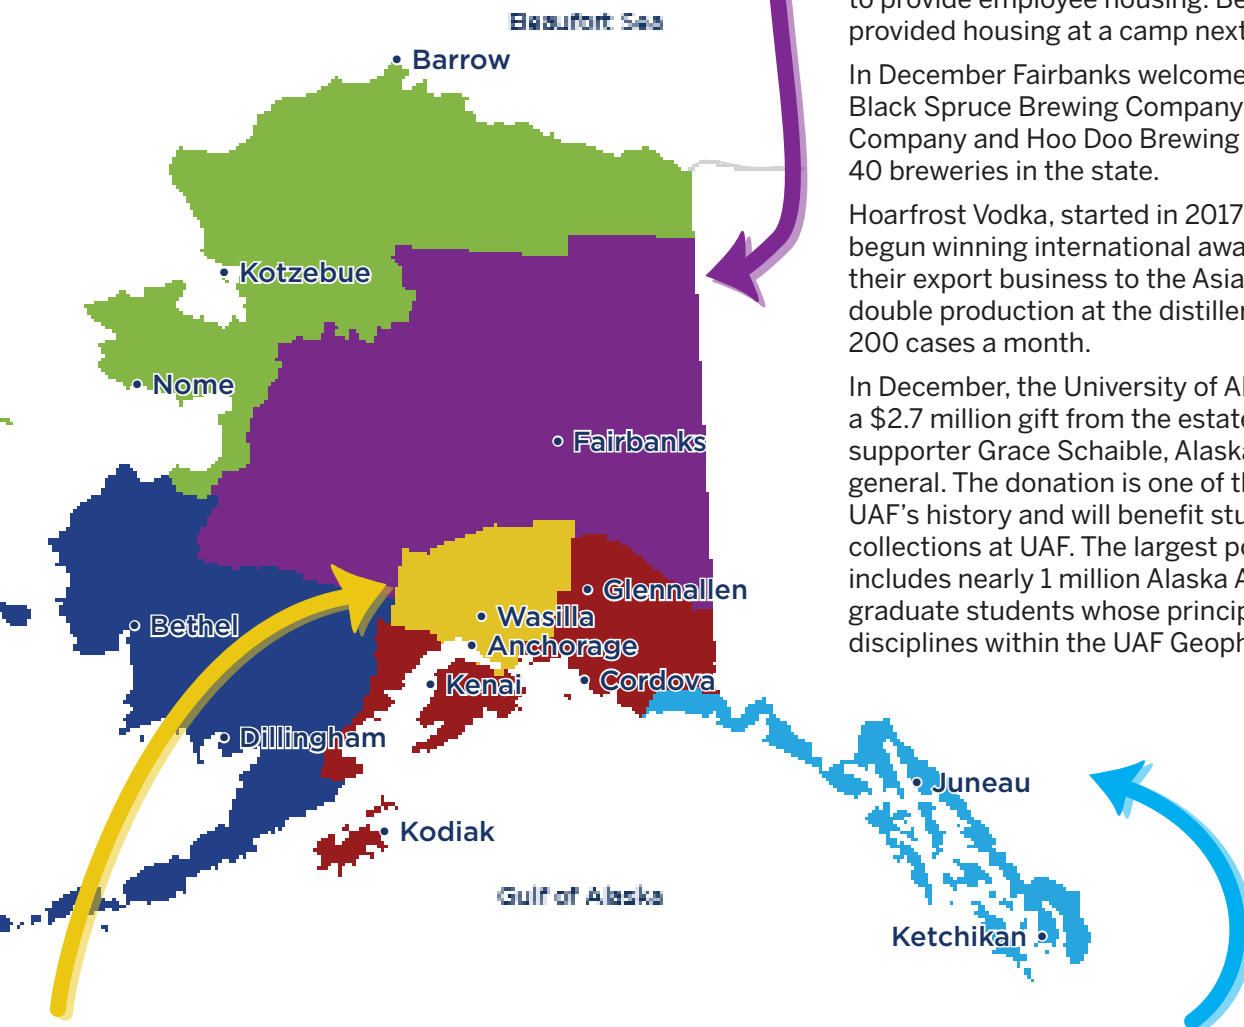 Beaufort Sea
Barrow
Kotzebue
Nome
Fairbanks
Glennallen
Wasilla
Bethel
Anchorage
Kenai
Cordova
Dillingham
Juneau
Kodiak
Gulf of Alaska
Ketchikan
to provide employee housing. Be
provided housing at a camp next
In December Fairbanks welcome
Black Spruce Brewing Company
Company and Hoo Doo Brewing
40 breweries in the state.
Hoarfrost Vodka, started in 2017
begun winning international awa
their export business to the Asia
double production at the distiller
200 cases a month.
In December, the University of Al
a $2.7 million gift from the estate
supporter Grace Schaible, Alaska
general. The donation is one of th
UAF's history and will benefit stu
collections at UAF. The largest po
includes nearly 1 million Alaska A
graduate students whose princip
disciplines within the UAF Geoph